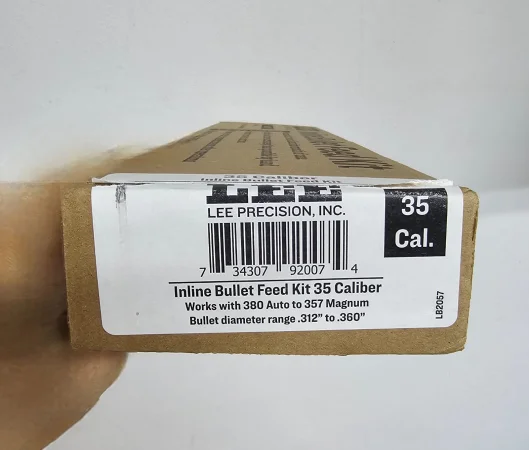 35 Caliber
Inline Bullet Feed Kit
LEE
LEE PRECISION, INC.
35
Cal.
7 34307 92007 4
Inline Bullet Feed Kit 35 Caliber
Works with 380 Auto to 357 Magnum
Bullet diameter range .312” to .360”
LB2057